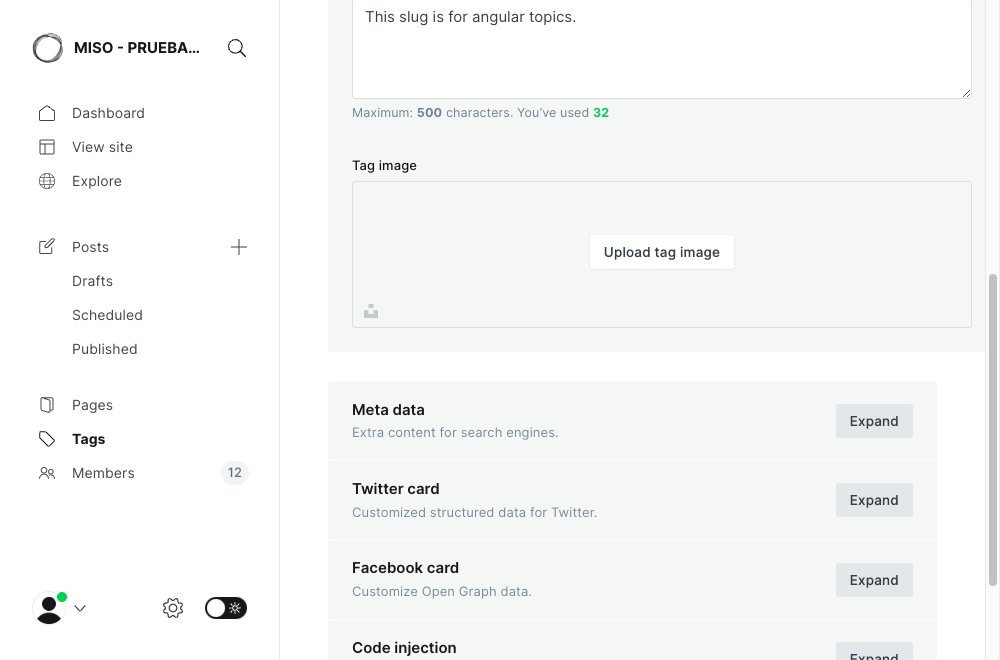 MISO - PRUEBA...
Dashboard
View site
Explore
Posts
Drafts
Scheduled
Published
Pages
Tags
Members
12
This slug is for angular topics.
Maximum: 500 characters. You’ve used 32
Tag image
Upload tag image
Meta data
Extra content for search engines.
Expand
Twitter card
Customized structured data for Twitter.
Expand
Facebook card
Customize Open Graph data.
Expand
Code injection
Expand